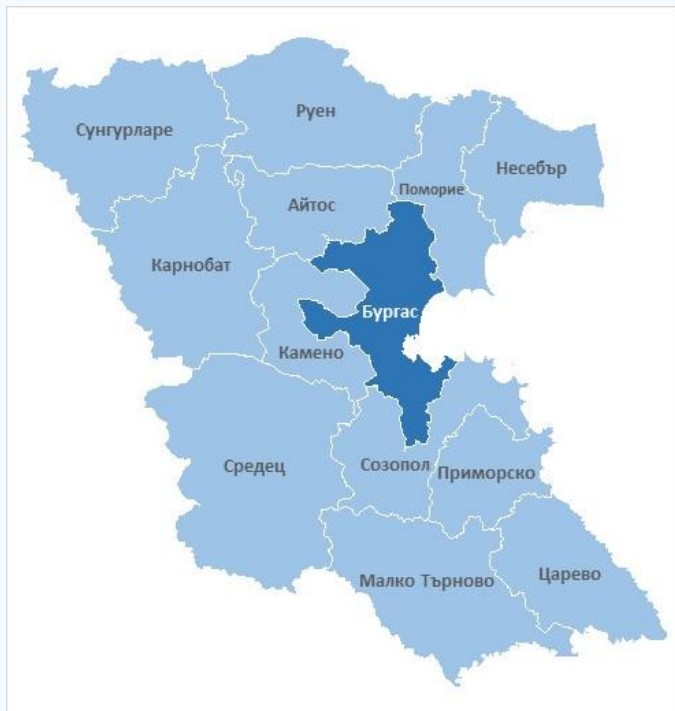 Руен
Сунгурларе
Несебър
Поморие
Айтос
Карнобат
Бургас
Камено
Средец
Созопол
Приморско
Малко Търново
Царево